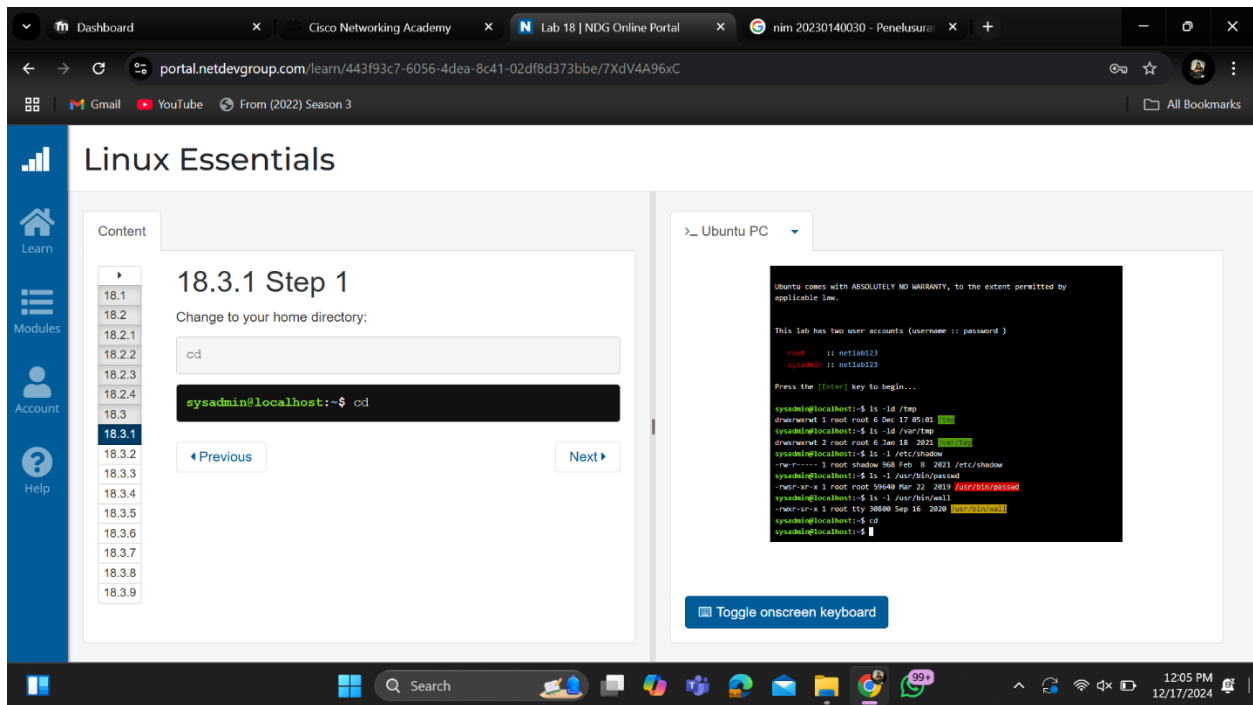 Dashboard
Cisco Networking Academy
Lab 18 | NDG Online Portal
nim 20230140030 - Penelusura
portal.netdevgroup.com/learn/443f93c7-6056-4dea-8c41-02df8d373bbe/7XdV4A96xC
Gmail
YouTube
From (2022) Season 3
All Bookmarks
Linux Essentials
Learn
Modules
Account
Help
Content
18.1
18.2
18.2.1
18.2.2
18.2.3
18.2.4
18.3
18.3.1
18.3.2
18.3.3
18.3.4
18.3.5
18.3.6
18.3.7
18.3.8
18.3.9
18.3.1 Step 1
Change to your home directory:
cd
sysadmin@localhost:~$ cd
Previous
Next
>_ Ubuntu PC
Ubuntu comes with ABSOLUTELY NO WARRANTY, to the extent permitted by
applicable law.
This lab has two user accounts (username :: password )
root :: netlab123
sysadmin :: netlab123
Press the [Enter] key to begin...
sysadmin@localhost:~$ ls -ld /tmp
drwxrwxrwt 1 root root 6 Dec 17 05:01 /tmp
sysadmin@localhost:~$ ls -ld /var/tmp
drwxrwxrwt 2 root root 6 Jan 18 2021 /var/tmp
sysadmin@localhost:~$ ls -l /etc/shadow
-rw-r----- 1 root shadow 968 Feb 8 2021 /etc/shadow
sysadmin@localhost:~$ ls -l /usr/bin/passwd
-rwsr-xr-x 1 root root 59640 Mar 22 2019 /usr/bin/passwd
sysadmin@localhost:~$ ls -l /usr/bin/wall
-rwxr-sr-x 1 root tty 30800 Sep 16 2020 /usr/bin/wall
sysadmin@localhost:~$ cd
sysadmin@localhost:~$
Toggle onscreen keyboard
Search
99+
12:05 PM
12/17/2024